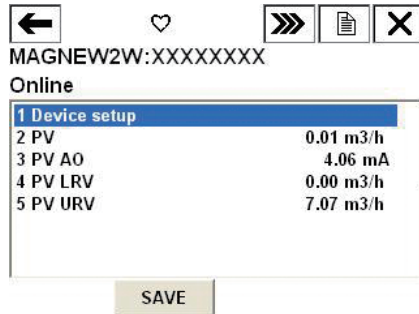 MAGNEW2W:XXXXXXXX
Online
1 Device setup
2 PV 0.01 m3/h
3 PV AO 4.06 mA
4 PV LRV 0.00 m3/h
5 PV URV 7.07 m3/h
SAVE